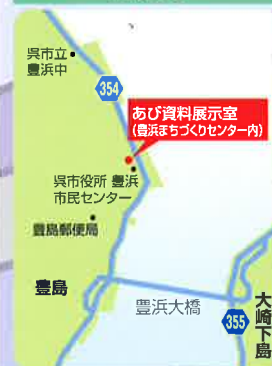 呉市立
豊浜中
354
あび資料展示室
(豊浜まちづくりセンター内)
呉市役所 豊浜
市民センター
豊島郵便局
豊島
豊浜大橋
355
大崎下島